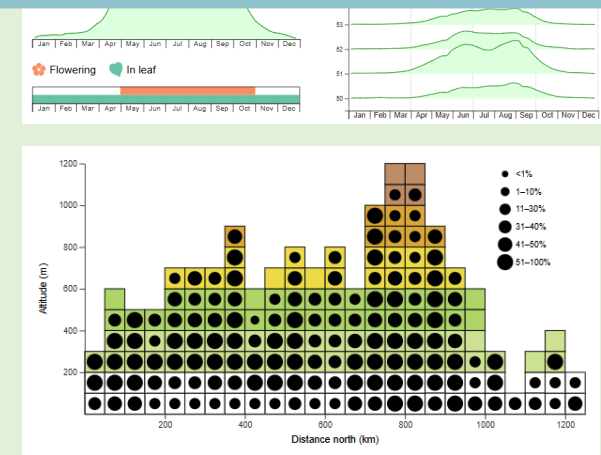 53
52
51
50
Jan Feb Mar Apr May Jun Jul Aug Sep Oct Nov Dec
Jan Feb Mar Apr May Jun Jul Aug Sep Oct Nov Dec
Flowering In leaf
Jan Feb Mar Apr May Jun Jul Aug Sep Oct Nov Dec
1200
1000
800
600
400
200
Altitude (m)
<1%
1–10%
11–30%
31–40%
41–50%
51–100%
200 400 600 800 1000 1200
Distance north (km)